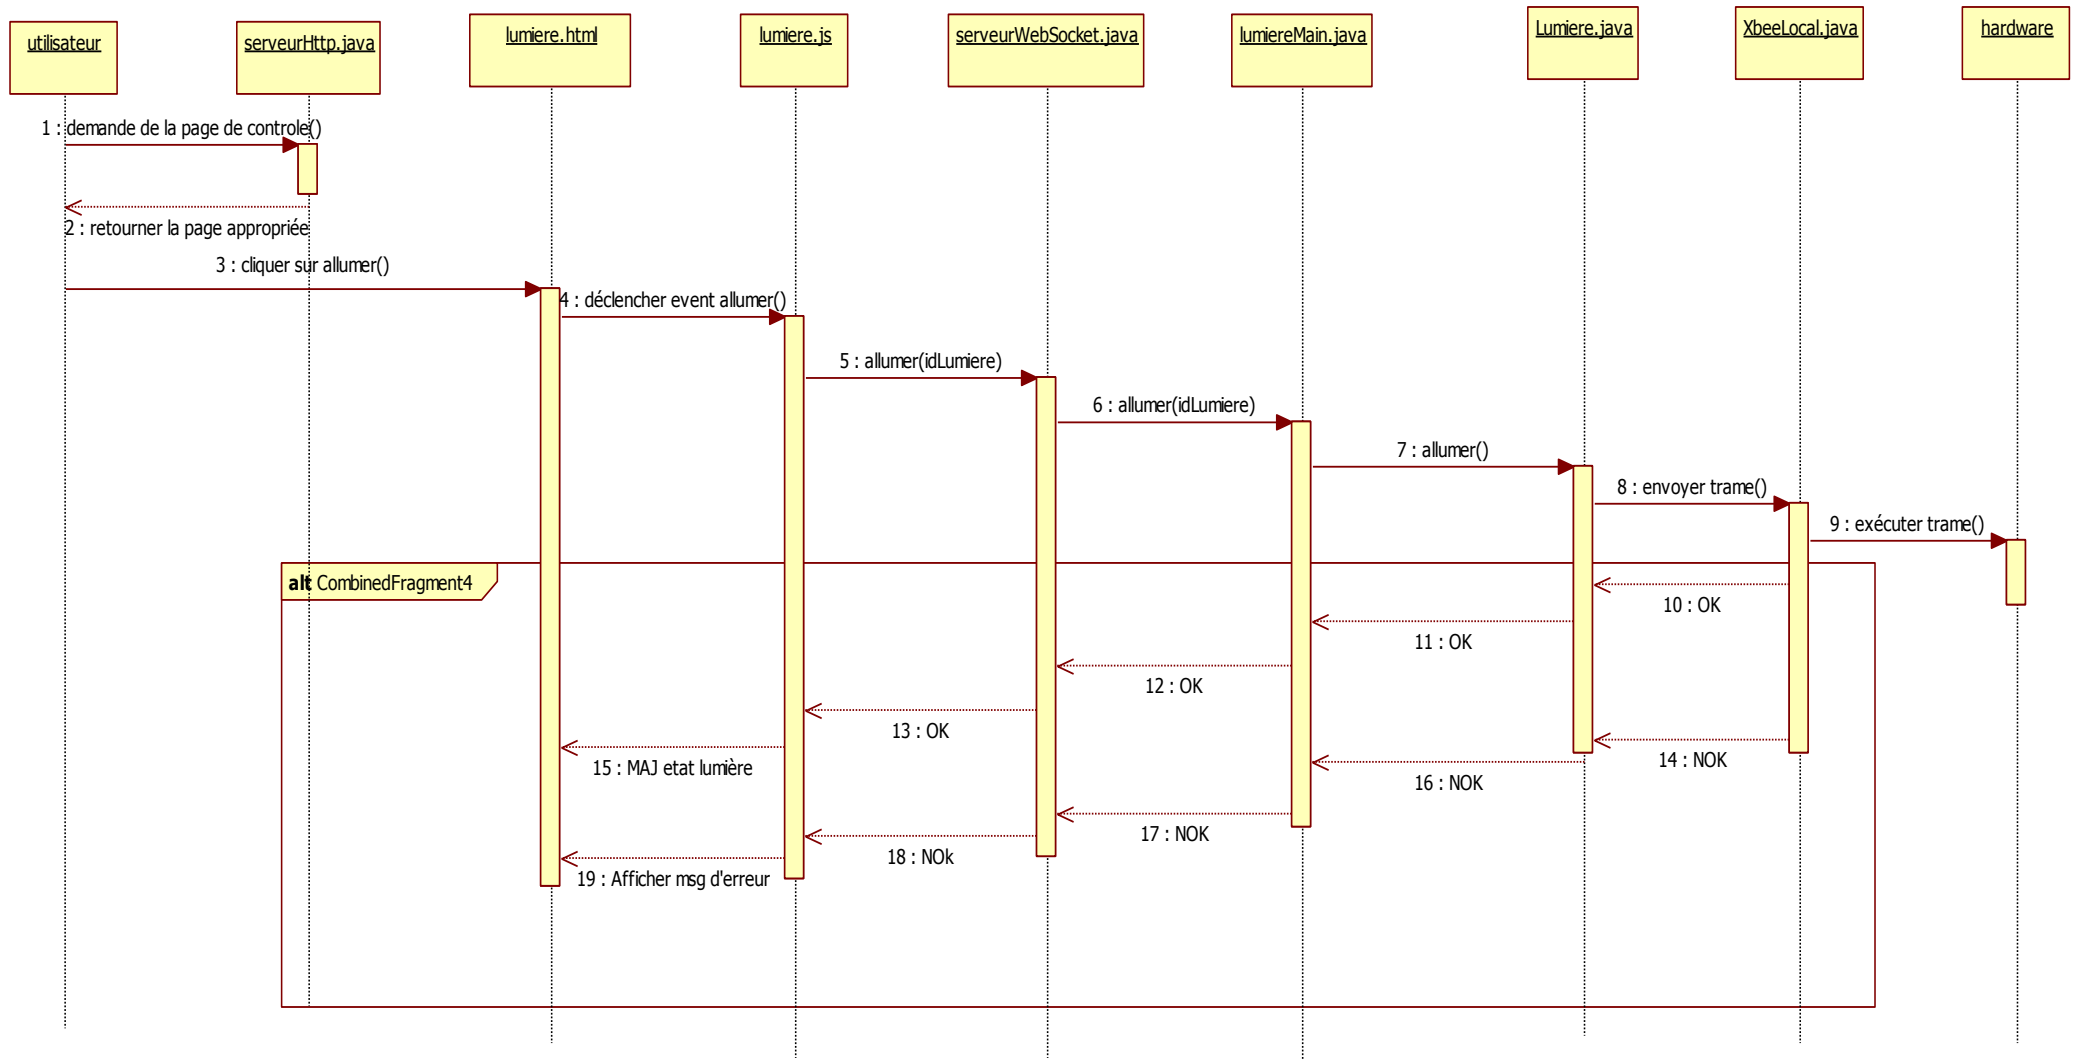 utilisateur
serveurHttp.java
lumiere.html
lumiere.js
serveurWebSocket.java
lumiereMain.java
Lumiere.java
XbeeLocal.java
hardware
1 : demande de la page de controle()
2 : retourner la page appropriée
3 : cliquer sur allumer()
4 : déclencher event allumer()
5 : allumer(idLumiere)
6 : allumer(idLumiere)
7 : allumer()
8 : envoyer trame()
9 : exécuter trame()
alt CombinedFragment4
10 : OK
11 : OK
12 : OK
13 : OK
14 : NOK
15 : MAJ etat lumière
16 : NOK
17 : NOK
18 : NOk
19 : Afficher msg d'erreur